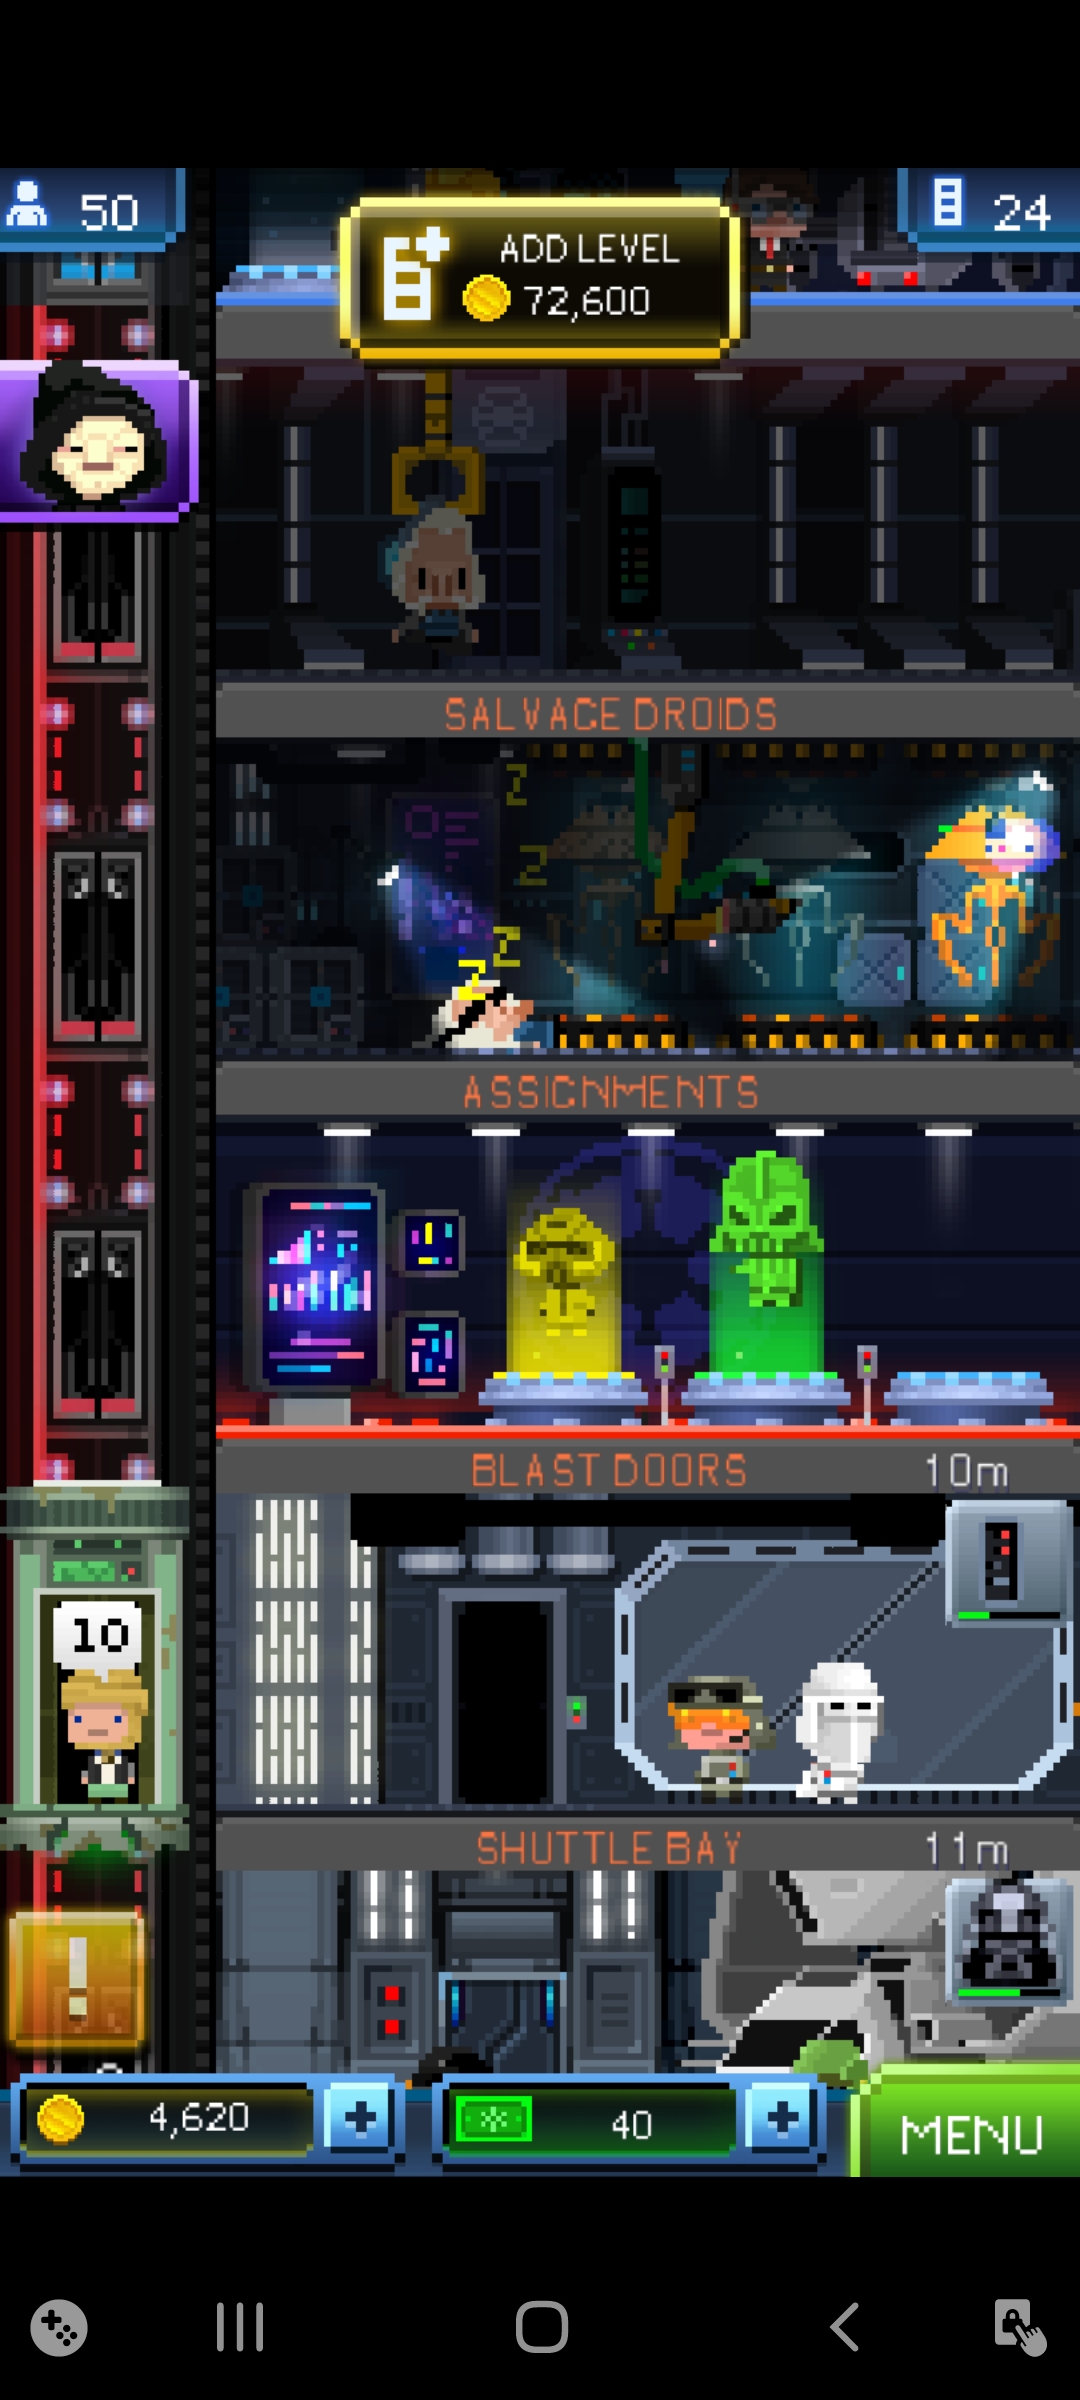 50
24
ADD LEVEL
72,600
SALVAGE DROIDS
Z
Z
Z
Z
ASSIGNMENTS
BLAST DOORS 10m
10
SHUTTLE BAY 11m
!
4,620 +
40 +
MENU